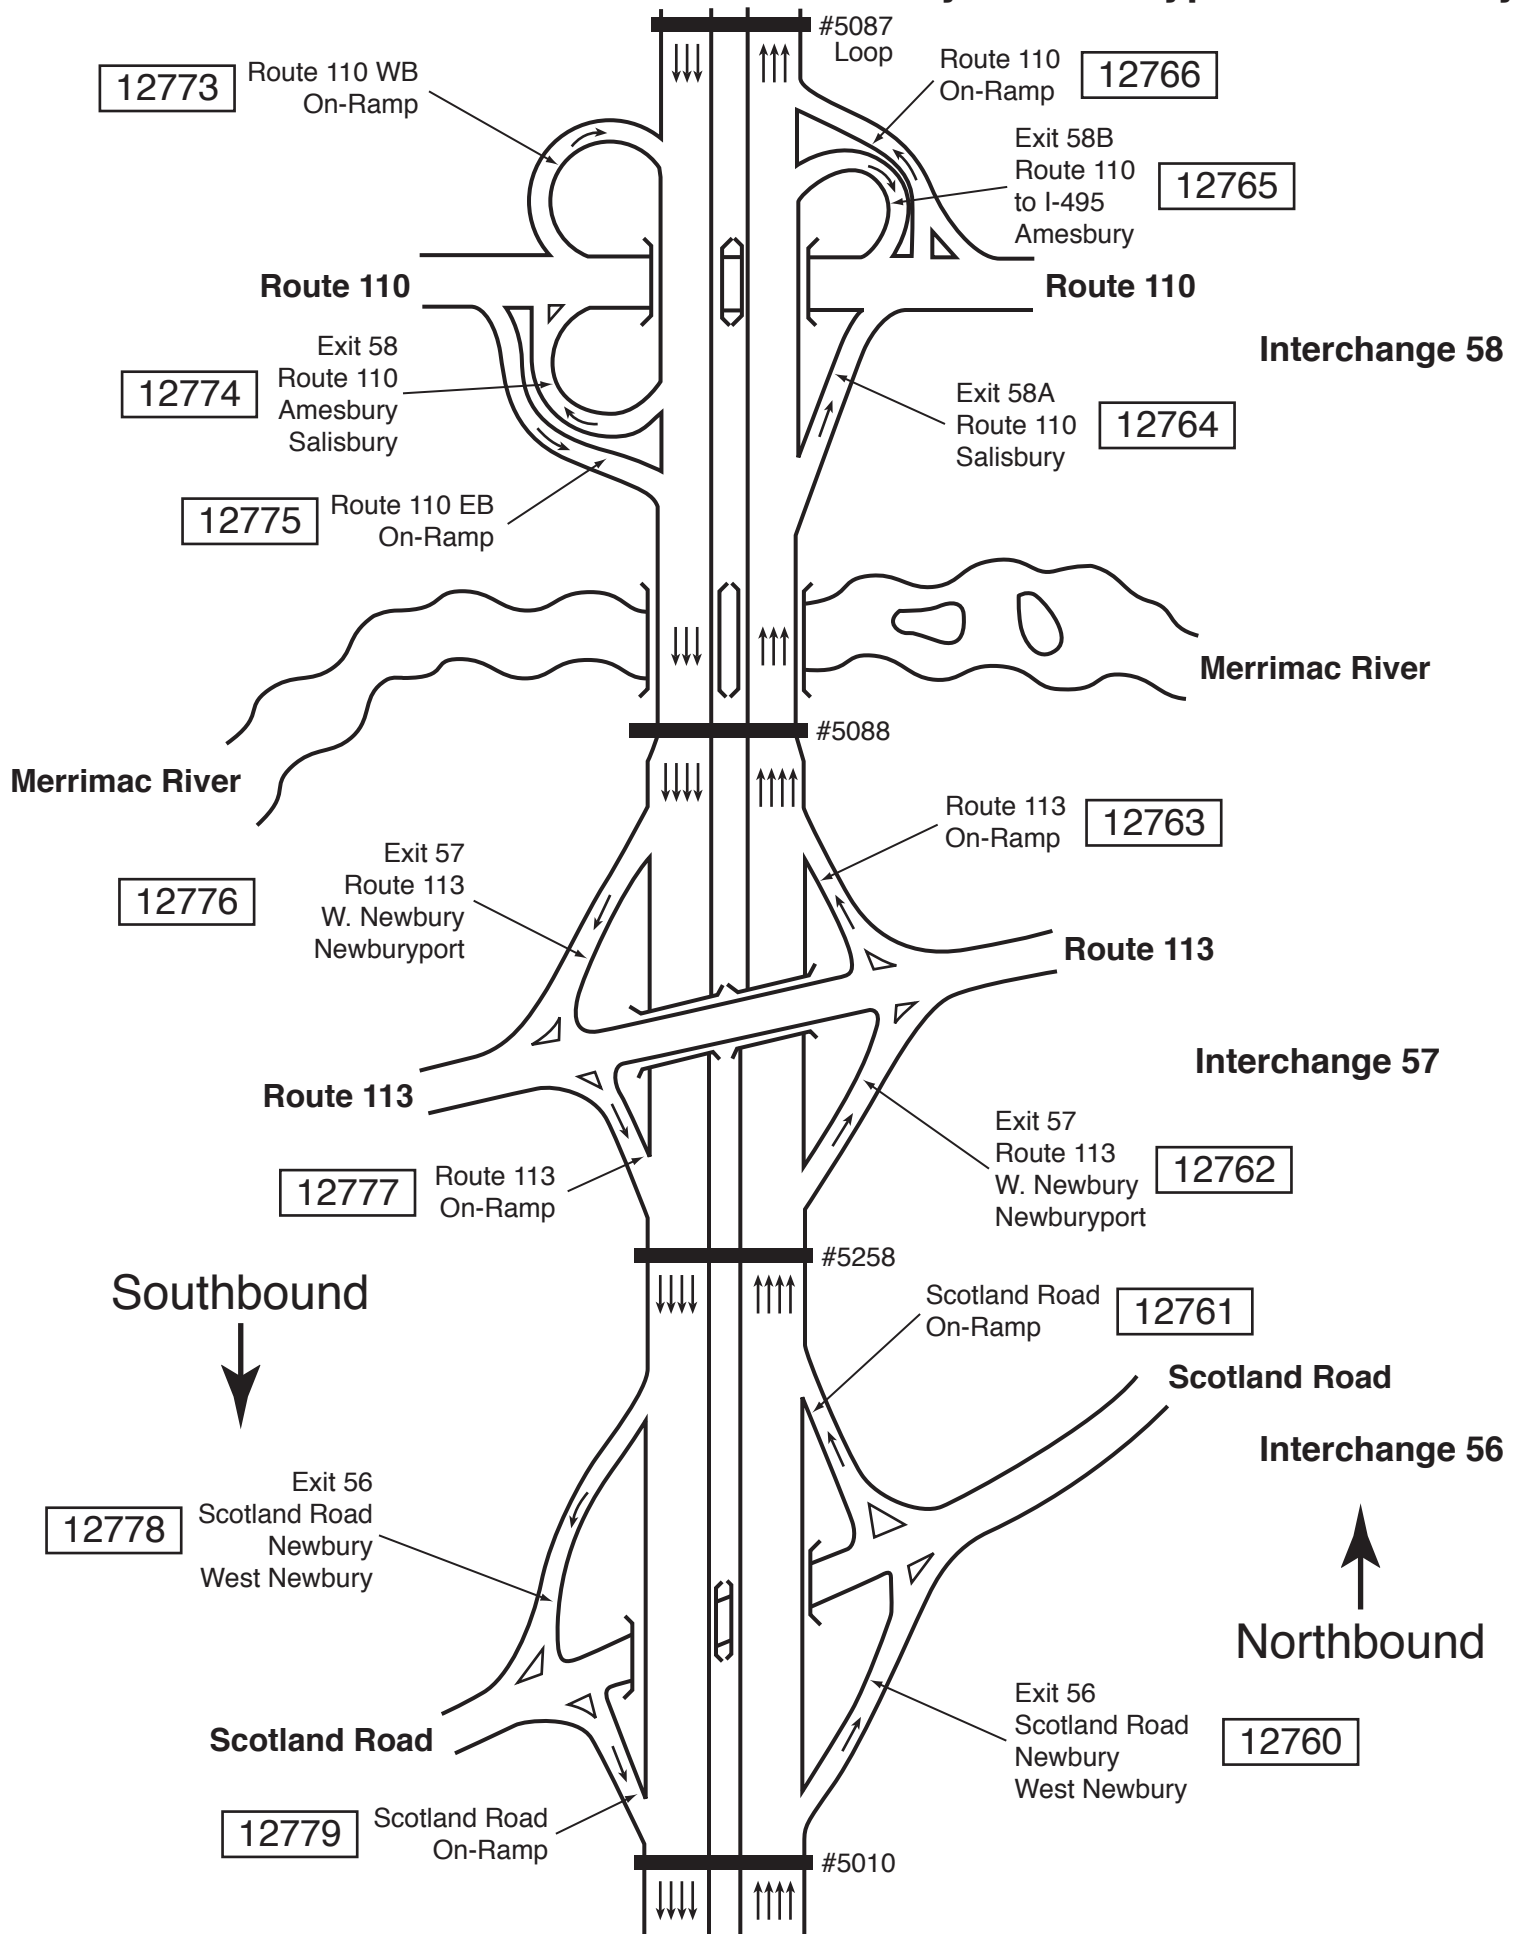 #5087
Loop
12773
Route 110 WB
On-Ramp
Route 110
On-Ramp
12766
Exit 58B
Route 110
to I-495
Amesbury
12765
Route 110
Route 110
Interchange 58
Exit 58
Route 110
Amesbury
Salisbury
12774
Exit 58A
Route 110
Salisbury
12764
12775
Route 110 EB
On-Ramp
Merrimac River
#5088
Merrimac River
Route 113
On-Ramp
12763
12776
Exit 57
Route 113
W. Newbury
Newburyport
Route 113
Interchange 57
Route 113
Exit 57
Route 113
W. Newbury
Newburyport
12762
12777
Route 113
On-Ramp
#5258
Southbound
Scotland Road
On-Ramp
12761
Scotland Road
Interchange 56
12778
Exit 56
Scotland Road
Newbury
West Newbury
Northbound
Exit 56
Scotland Road
Newbury
West Newbury
12760
Scotland Road
12779
Scotland Road
On-Ramp
#5010